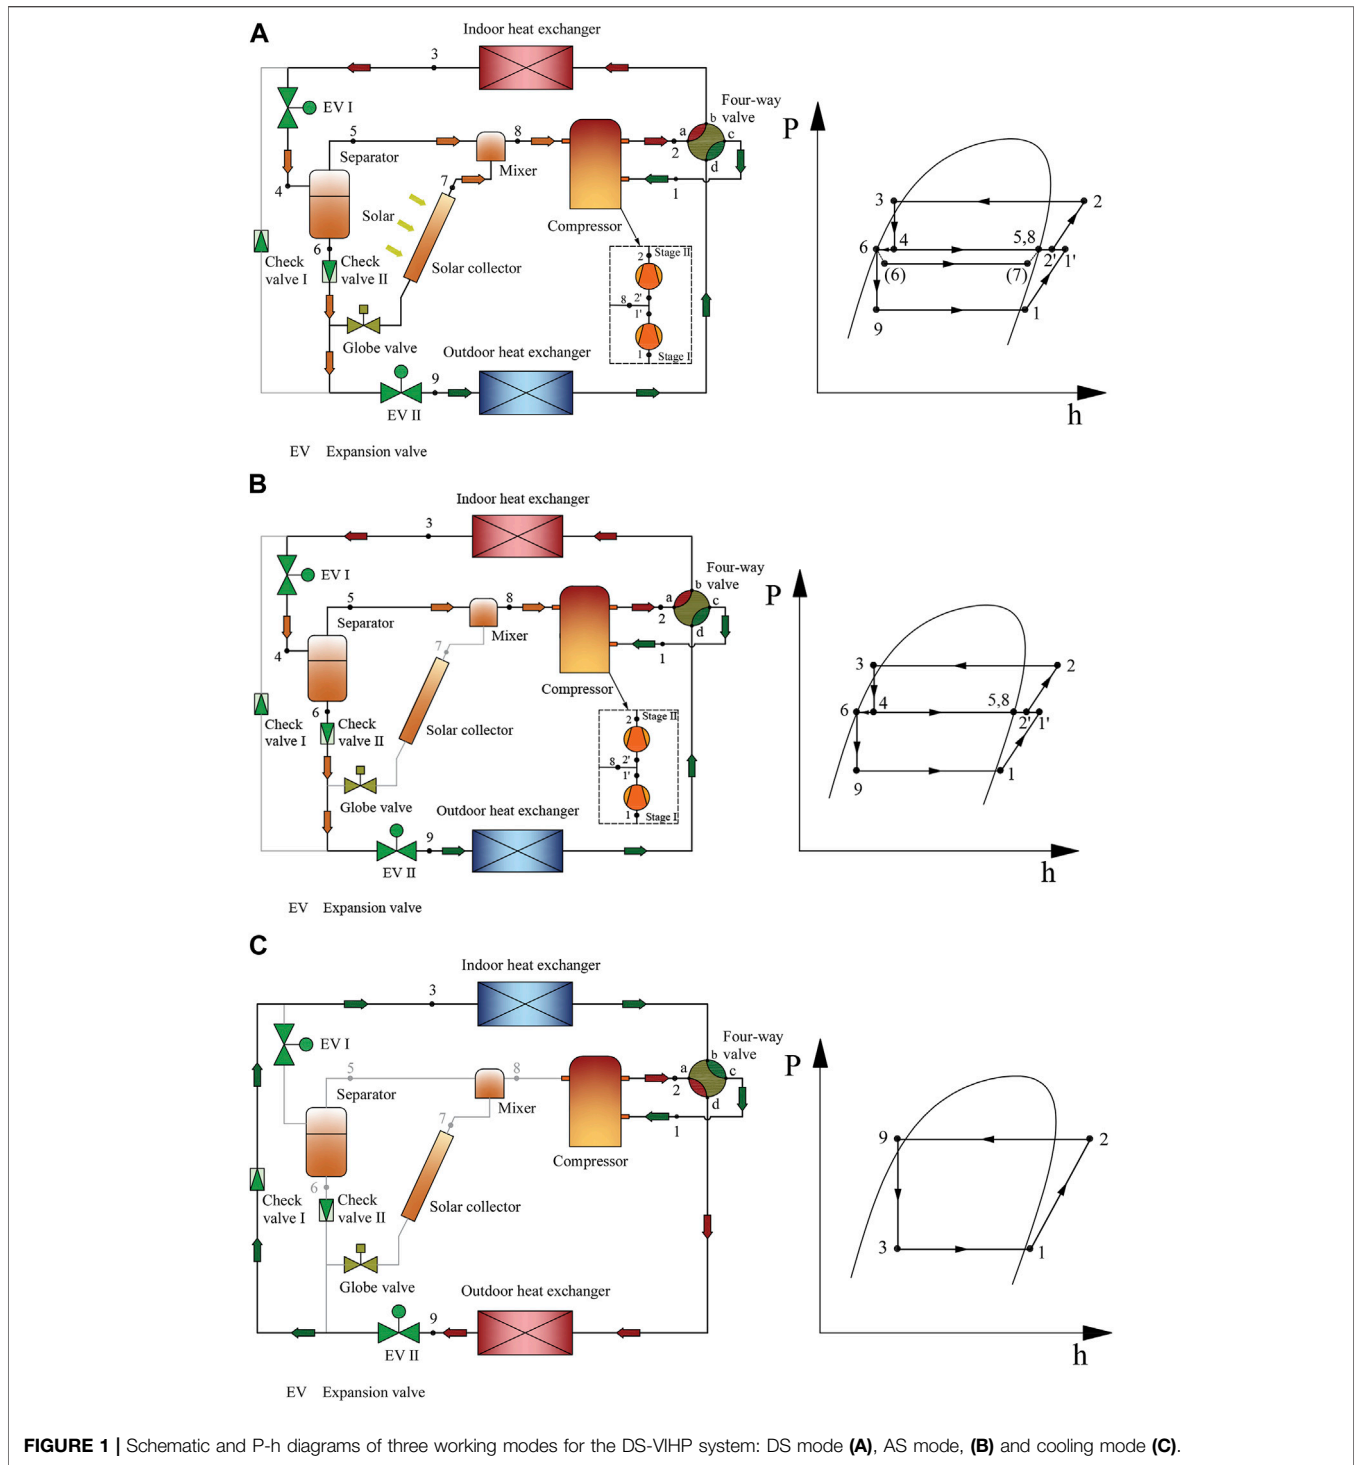 A
Indoor heat exchanger
3
EV I
Four-way
valve
a
b
c
d
2
1
5
Separator
8
Mixer
4
7
Solar
Compressor
6
Check
valve I
Check
valve II
Solar collector
Globe valve
2
Stage II
8
2'
1'
1
Stage I
Outdoor heat exchanger
9
EV II
EV Expansion valve
P
3
2
6
4
5,8
2'
1'
(6)
(7)
9
1
h
B
Indoor heat exchanger
3
EV I
Four-way
valve
a
b
c
d
2
1
5
Separator
8
Mixer
4
7
Compressor
6
Check
valve I
Check
valve II
Solar collector
Globe valve
2
Stage II
8
2'
1'
1
Stage I
Outdoor heat exchanger
9
EV II
EV Expansion valve
P
3
2
6
4
5,8
2'
1'
9
1
h
C
Indoor heat exchanger
3
EV I
Four-way
valve
a
b
c
d
2
1
5
Separator
8
Mixer
7
Compressor
6
Check
valve I
Check
valve II
Solar collector
Globe valve
Outdoor heat exchanger
9
EV II
EV Expansion valve
P
9
2
3
1
h
FIGURE 1 | Schematic and P-h diagrams of three working modes for the DS-VIHP system: DS mode (A), AS mode, (B) and cooling mode (C).